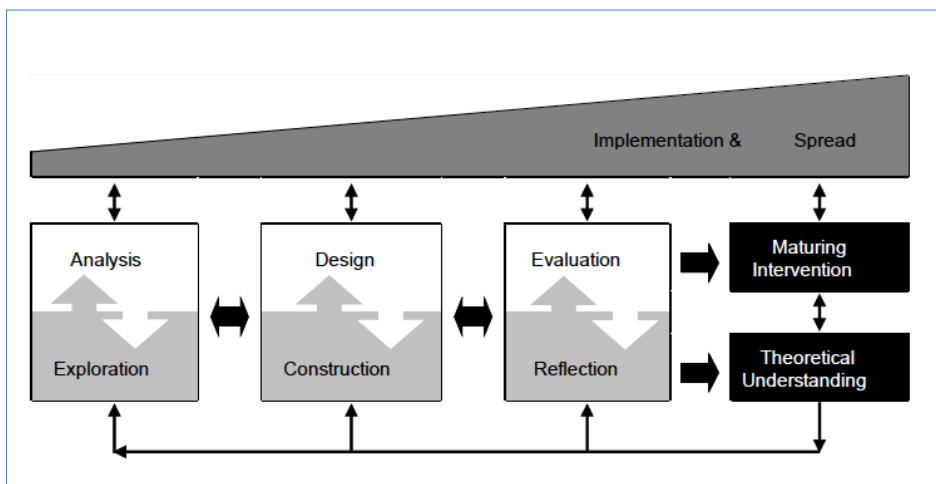 Implementation & Spread
Analysis
Design
Evaluation
Maturing
Intervention
Exploration
Construction
Reflection
Theoretical
Understanding